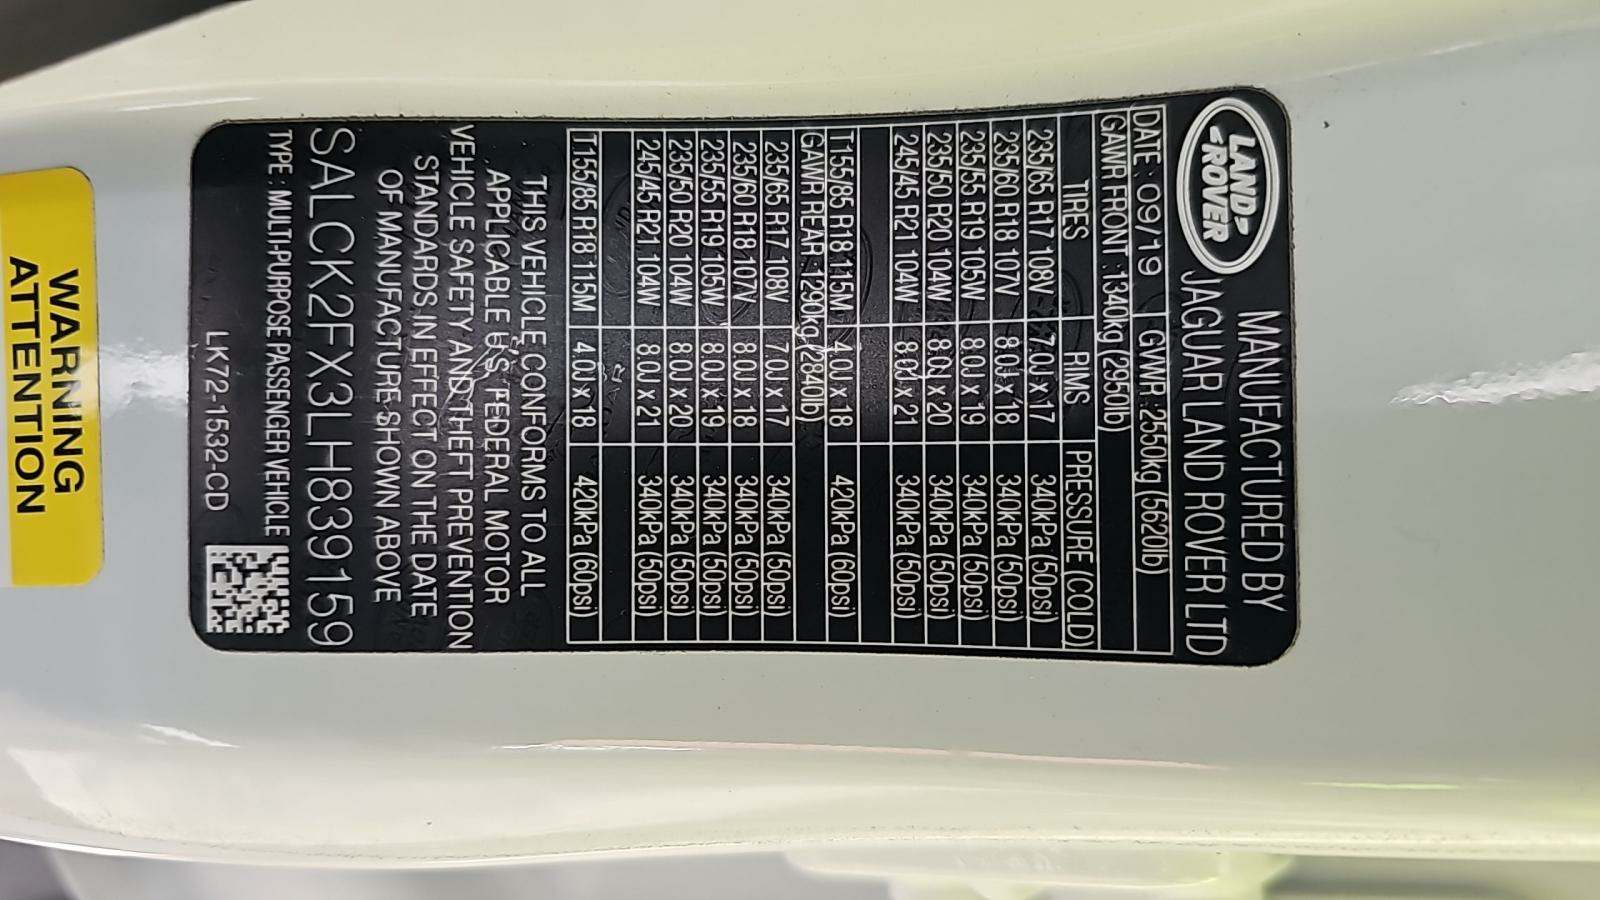 LAND-
-ROVER
MANUFACTURED BY
JAGUAR LAND ROVER LTD
DATE : 09/19 GWWR :2550kg (5620lb)
GAWR FRONT :1340kg (2950lb)
TIRES RIMS PRESSURE (COLD)
235/65 R17 108V 7.0J x 17 340kPa (50psi)
235/60 R18 107V 8.0J x 18 340kPa (50psi)
235/55 R19 105W 8.0J x 19 340kPa (50psi)
235/50 R20 104W 8.0J x 20 340kPa (50psi)
245/45 R21 104W 8.0J x 21 340kPa (50psi)
T155/85 R18 115M 4.0J x 18 420kPa (60psi)
GAWR REAR :1290kg (2840lb)
235/65 R17 108V 7.0J x 17 340kPa (50psi)
235/60 R18 107V 8.0J x 18 340kPa (50psi)
235/55 R19 105W 8.0J x 19 340kPa (50psi)
235/50 R20 104W 8.0J x 20 340kPa (50psi)
245/45 R21 104W 8.0J x 21 340kPa (50psi)
T155/85 R18 115M 4.0J x 18 420kPa (60psi)
THIS VEHICLE CONFORMS TO ALL
APPLICABLE U.S. FEDERAL MOTOR
VEHICLE SAFETY AND THEFT PREVENTION
STANDARDS IN EFFECT ON THE DATE
OF MANUFACTURE SHOWN ABOVE
SALCK2FX3LH839159
TYPE : MULTI-PURPOSE PASSENGER VEHICLE
LK72-1532-CD
WARNING
ATTENTION